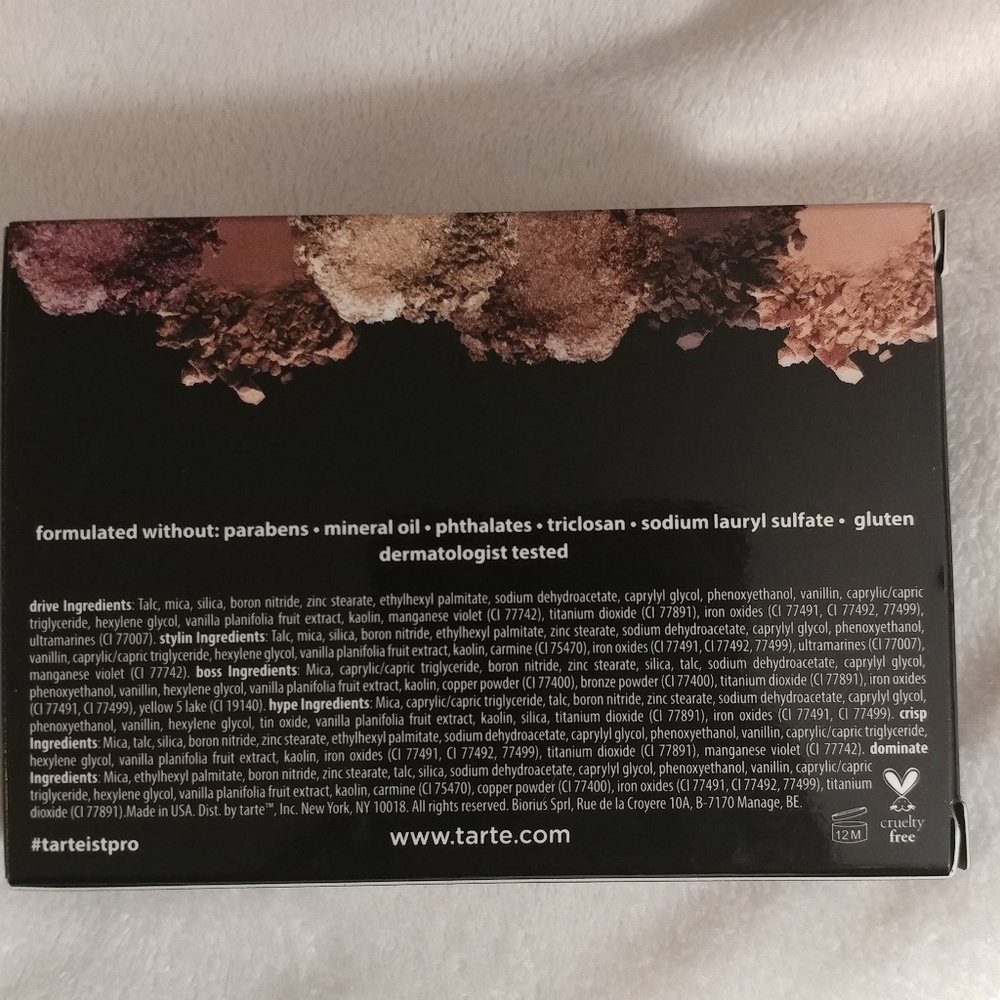 formulated without: parabens • mineral oil • phthalates • triclosan • sodium lauryl sulfate • gluten
dermatologist tested
drive Ingredients: Talc, mica, silica, boron nitride, zinc stearate, ethylhexyl palmitate, sodium dehydroacetate, caprylyl glycol, phenoxyethanol, vanillin, caprylic/capric
triglyceride, hexylene glycol, vanilla planifolia fruit extract, kaolin, manganese violet (CI 77742), titanium dioxide (CI 77891), iron oxides (CI 77491, CI 77492, 77499),
ultramarines (CI 77007). stylin Ingredients: Talc, mica, silica, boron nitride, ethylhexyl palmitate, zinc stearate, sodium dehydroacetate, caprylyl glycol, phenoxyethanol,
vanillin, caprylic/capric triglyceride, hexylene glycol, vanilla planifolia fruit extract, kaolin, carmine (CI 75470), iron oxides (CI 77491, CI 77492, 77499), ultramarines (CI 77007),
manganese violet (CI 77742). boss Ingredients: Mica, caprylic/capric triglyceride, boron nitride, zinc stearate, silica, talc, sodium dehydroacetate, caprylyl glycol,
phenoxyethanol, vanillin, hexylene glycol, vanilla planifolia fruit extract, kaolin, copper powder (CI 77400), bronze powder (CI 77400), titanium dioxide (CI 77891), iron oxides
(CI 77491, CI 77499), yellow 5 lake (CI 19140). hype Ingredients: Mica, caprylic/capric triglyceride, talc, boron nitride, zinc stearate, sodium dehydroacetate, caprylyl glycol,
phenoxyethanol, vanillin, hexylene glycol, tin oxide, vanilla planifolia fruit extract, kaolin, silica, titanium dioxide (CI 77891), iron oxides (CI 77491, CI 77499). crisp
Ingredients: Mica, talc, silica, boron nitride, zinc stearate, ethylhexyl palmitate, sodium dehydroacetate, caprylyl glycol, phenoxyethanol, vanillin, caprylic/capric triglyceride,
hexylene glycol, vanilla planifolia fruit extract, kaolin, iron oxides (CI 77491, CI 77492, 77499), titanium dioxide (CI 77891), manganese violet (CI 77742). dominate
Ingredients: Mica, ethylhexyl palmitate, boron nitride, zinc stearate, talc, silica, sodium dehydroacetate, caprylyl glycol, phenoxyethanol, vanillin, caprylic/capric
triglyceride, hexylene glycol, vanilla planifolia fruit extract, kaolin, carmine (CI 75470), copper powder (CI 77400), iron oxides (CI 77491, CI 77492, 77499), titanium
dioxide (CI 77891).Made in USA. Dist. by tarte™, Inc. New York, NY 10018. All rights reserved. Biorius Sprl, Rue de la Croyere 10A, B-7170 Manage, BE.
#tarteistpro
www.tarte.com
12M
cruelty
free